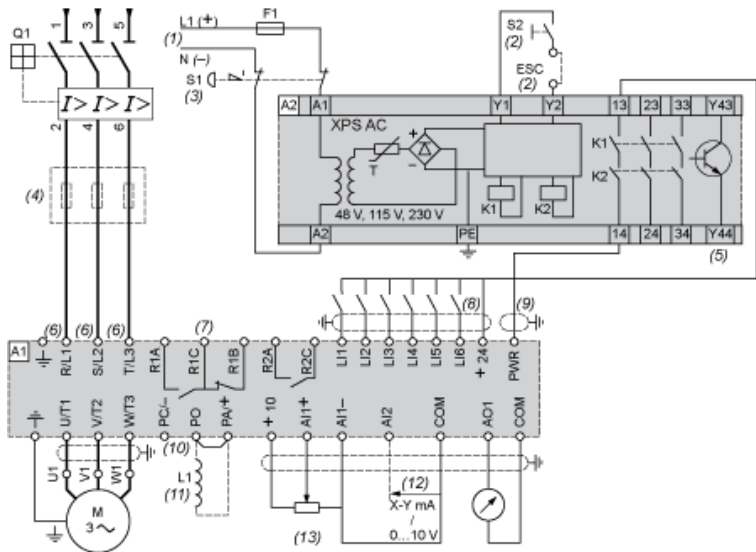 1 3 5
Q1
I> I> I>
2 4 6
(4)
L1 (+)
F1
(1)
N (–)
S1
(3)
S2
(2)
ESC
(2)
A2 A1 Y1 Y2 13 23 33 Y43
XPS AC
+
T
–
K1
K2
K1 K2
48 V, 115 V, 230 V
A2 PE 14 24 34 Y44
(5)
(6) (6) (6) (7) (8) (9)
A1
R/L1 S/L2 T/L3 R1A R1C R1B R2A R2C LI1 LI2 LI3 LI4 LI5 LI6 + 24 PWR
U/T1 V/T2 W/T3 PC/– PO PA/+ + 10 AI1+ AI1– AI2 COM AO1 COM
(10)
U1 V1 W1
L1
(11)
(12)
X-Y mA
/
0...10 V
M
3 ~
(13)